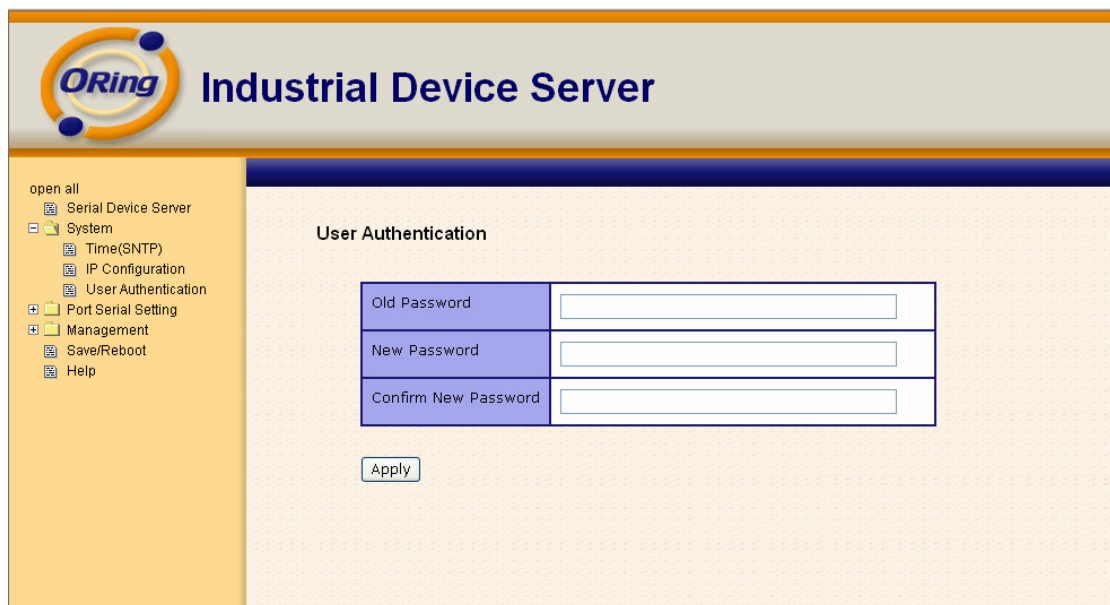 ORing
Industrial Device Server
open all
Serial Device Server
System
Time(SNTP)
IP Configuration
User Authentication
Port Serial Setting
Management
Save/Reboot
Help
User Authentication
Old Password
New Password
Confirm New Password
Apply